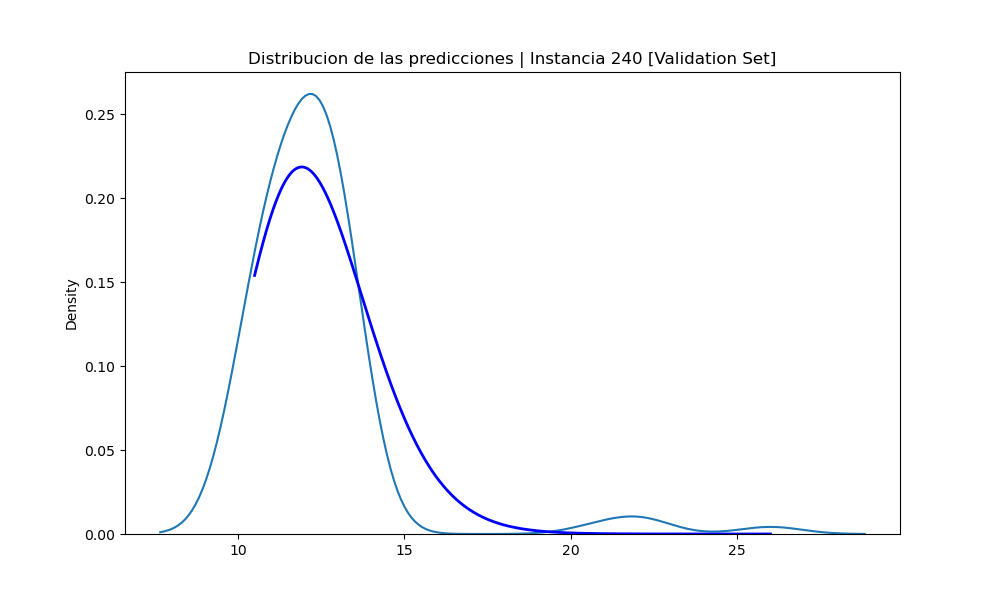 Distribucion de las predicciones | Instancia 240 [Validation Set]
Density
0.25
0.20
0.15
0.10
0.05
0.00
10 15 20 25